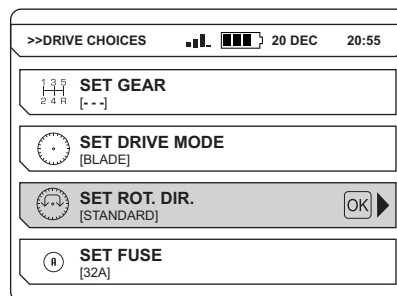 >>DRIVE CHOICES 20 DEC 20:55
1 3 5
2 4 R
SET GEAR
[- - -]
SET DRIVE MODE
[BLADE]
SET ROT. DIR.
[STANDARD]
OK
A
SET FUSE
[32A]